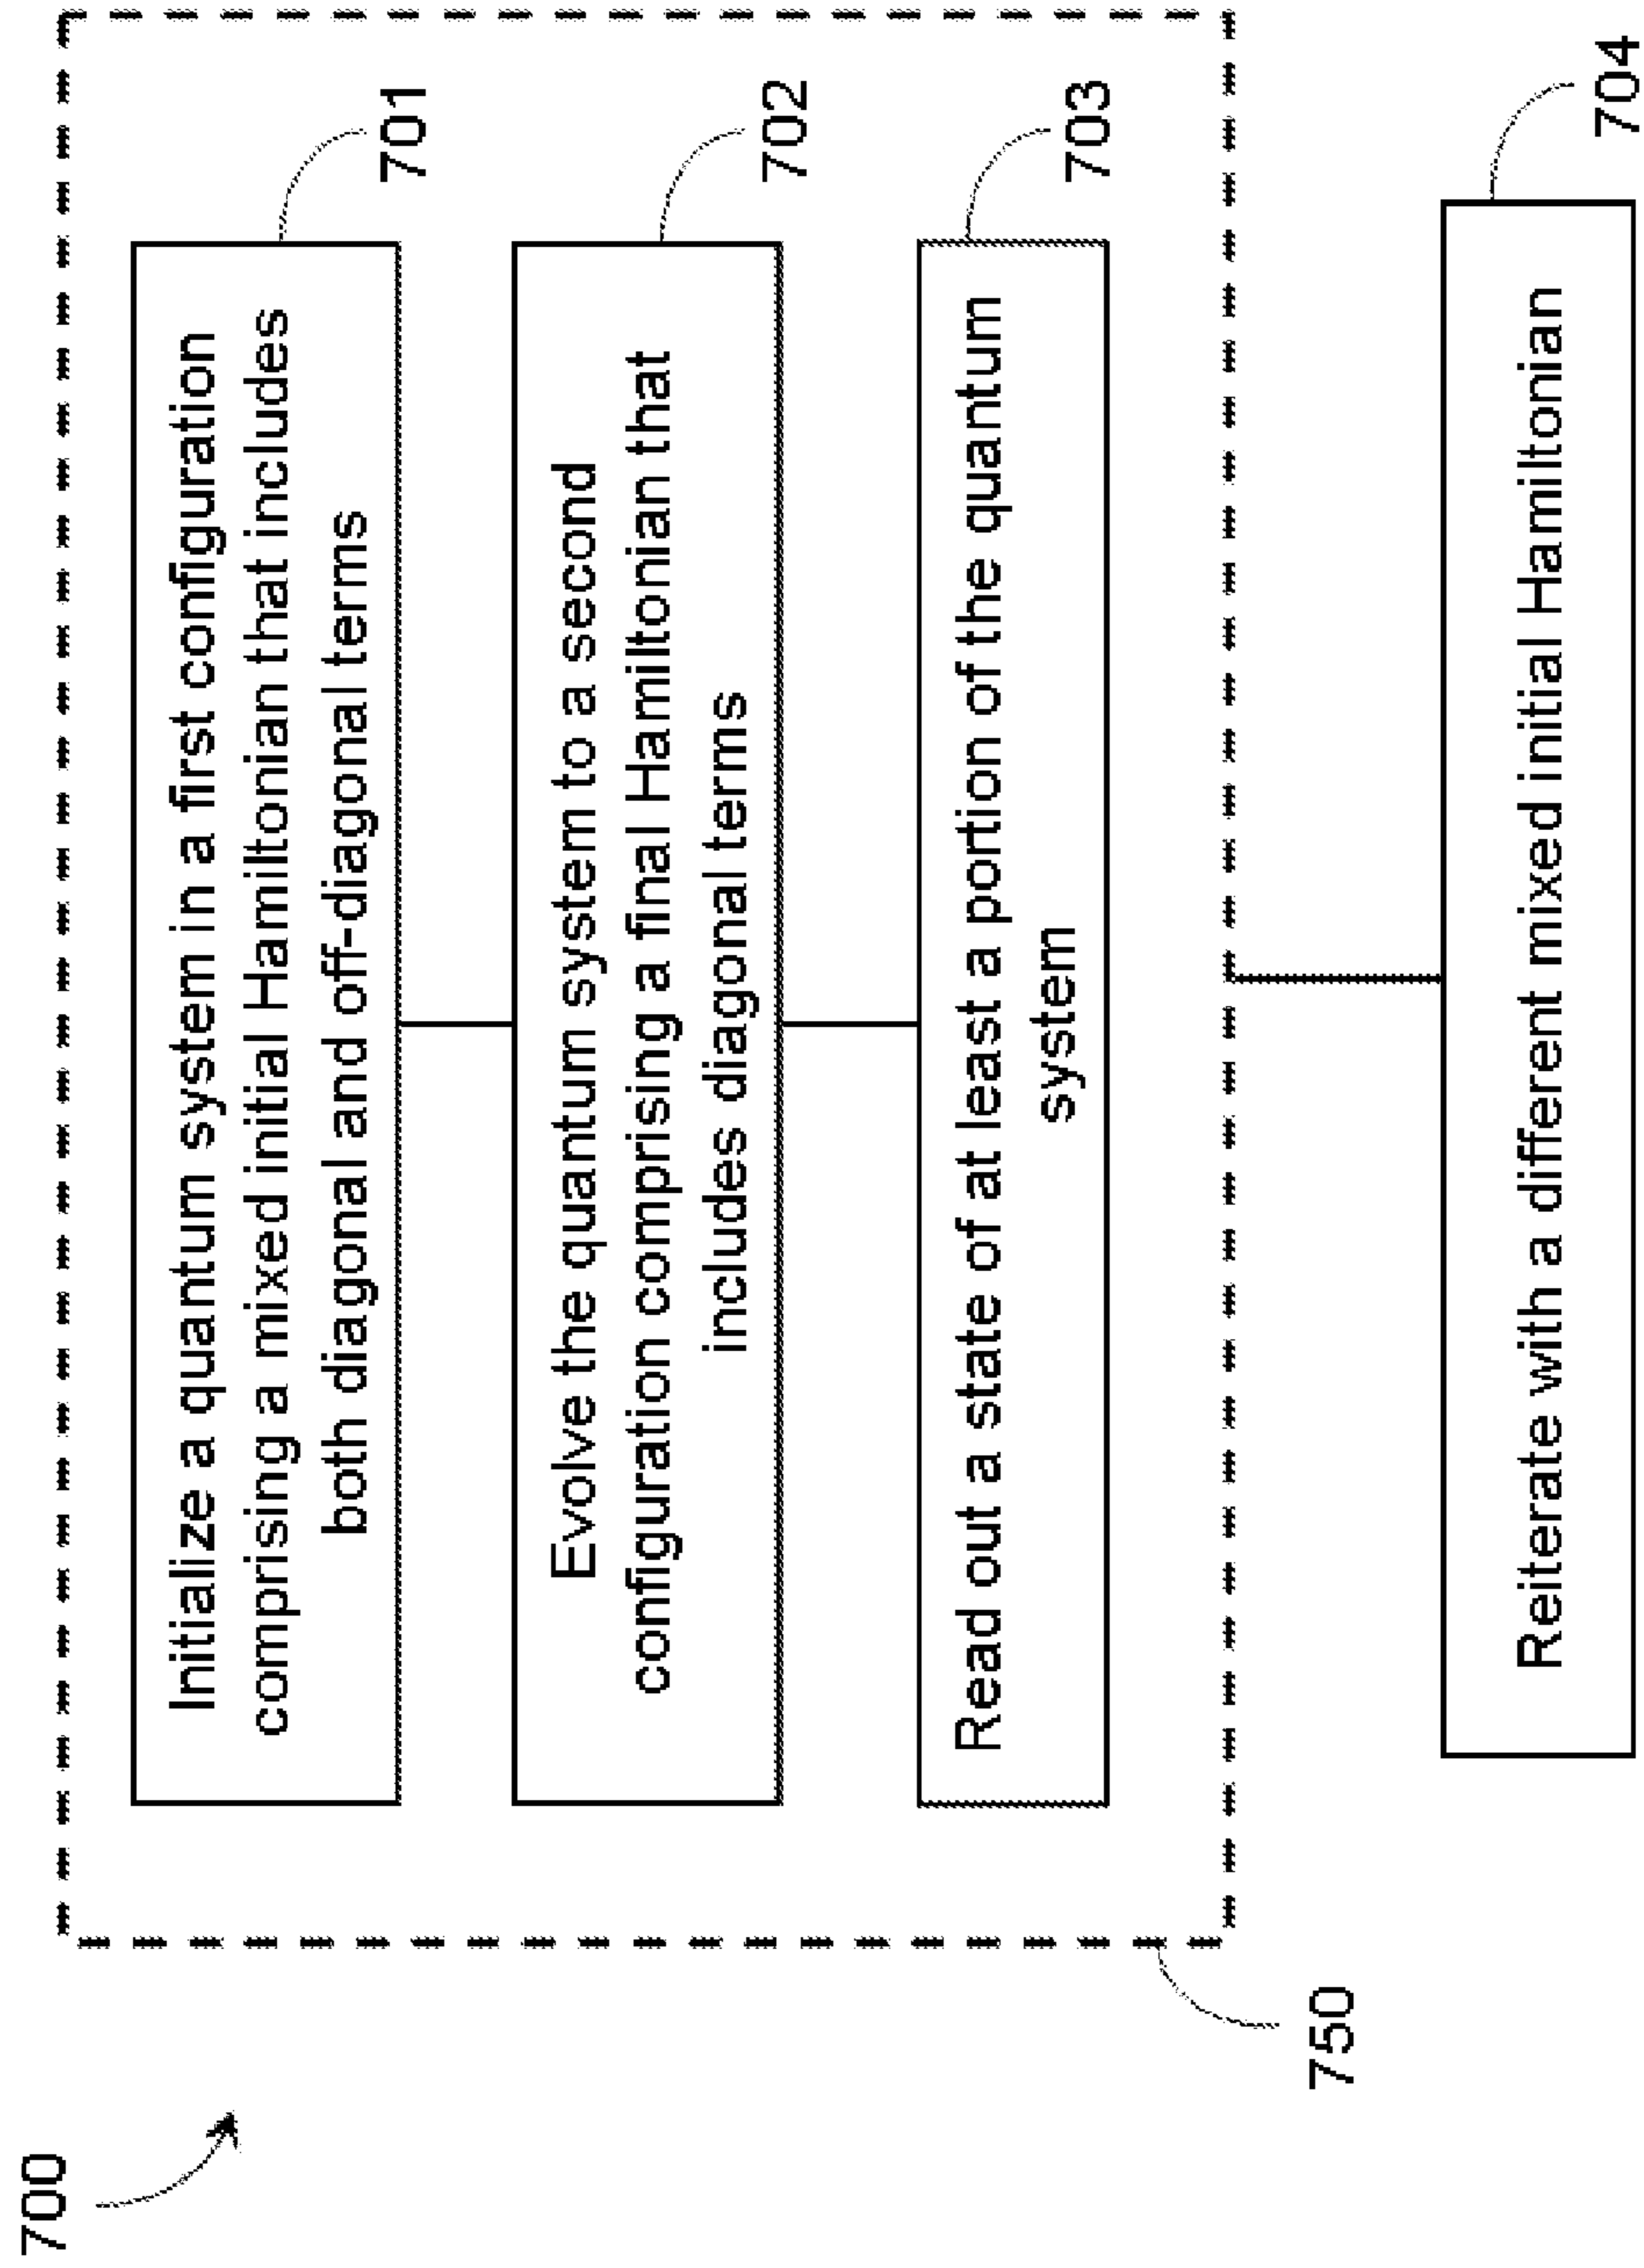 700
Initialize a quantum system in a first configuration
comprising a mixed initial Hamiltonian that includes
both diagonal and off-diagonal terms
701
Evolve the quantum system to a second
configuration comprising a final Hamiltonian that
includes diagonal terms
702
Read out a state of at least a portion of the quantum
system
703
750
Reiterate with a different mixed initial Hamiltonian
704